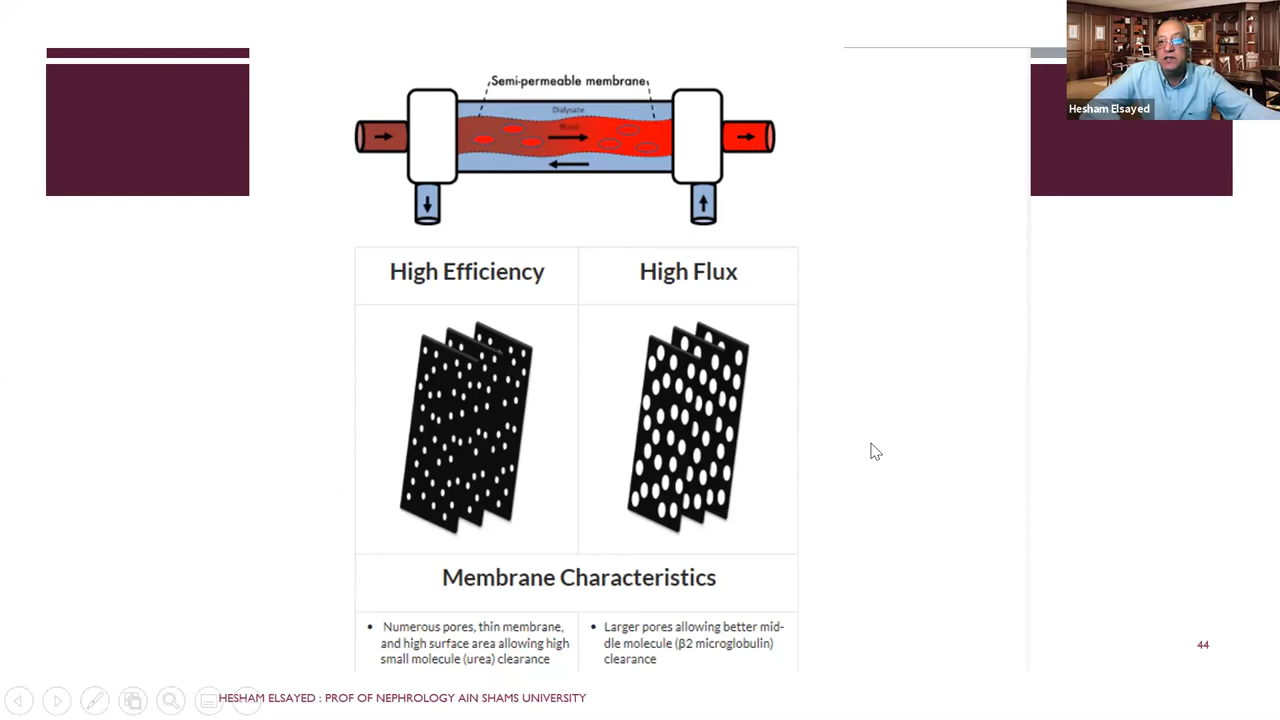 Hesham Elsayed
Semi-permeable membrane
Dialysate
High Efficiency
High Flux
Membrane Characteristics
• Numerous pores, thin membrane,
and high surface area allowing high
small molecule (urea) clearance
• Larger pores allowing better mid-
dle molecule (β2 microglobulin)
clearance
44
HESHAM ELSAYED : PROF OF NEPHROLOGY AIN SHAMS UNIVERSITY